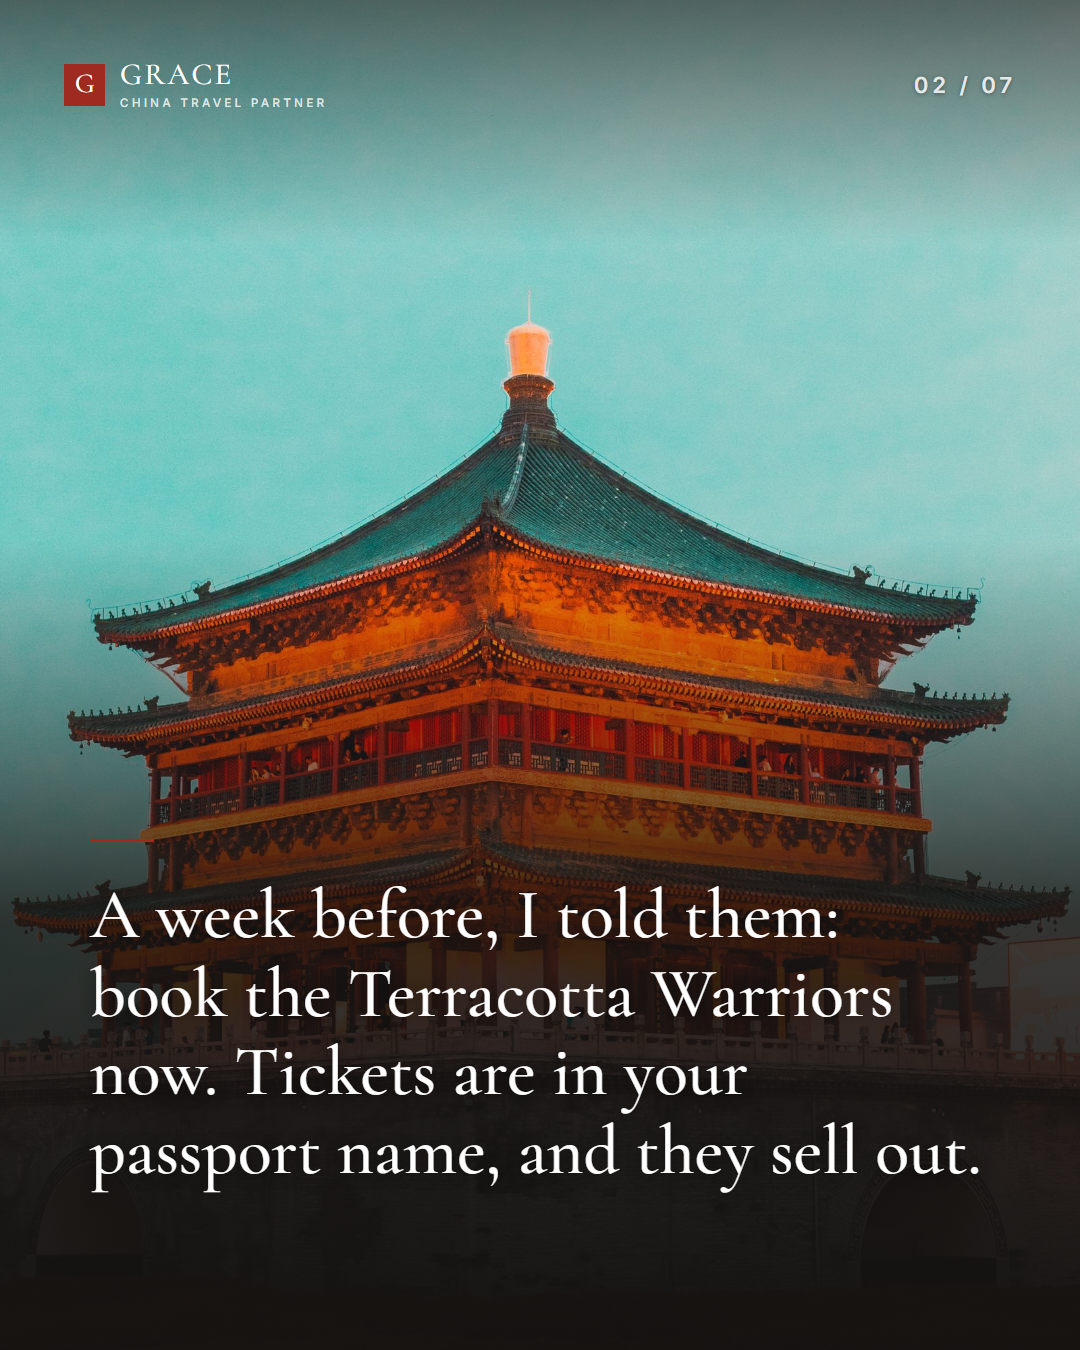 G
GRACE
CHINA TRAVEL PARTNER
02 / 07
A week before, I told them:
book the Terracotta Warriors
now. Tickets are in your
passport name, and they sell out.